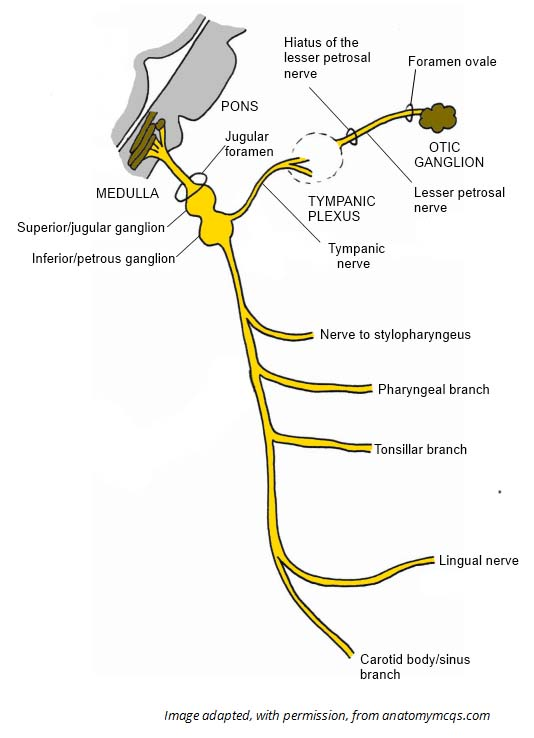 Hiatus of the
lesser petrosal
nerve
Foramen ovale
PONS
Jugular
foramen
OTIC
GANGLION
MEDULLA
Lesser petrosal
nerve
TYMPANIC
PLEXUS
Superior/jugular ganglion
Tympanic
nerve
Inferior/petrous ganglion
Nerve to stylopharyngeus
Pharyngeal branch
Tonsillar branch
Lingual nerve
Carotid body/sinus
branch
Image adapted, with permission, from anatomymcqs.com